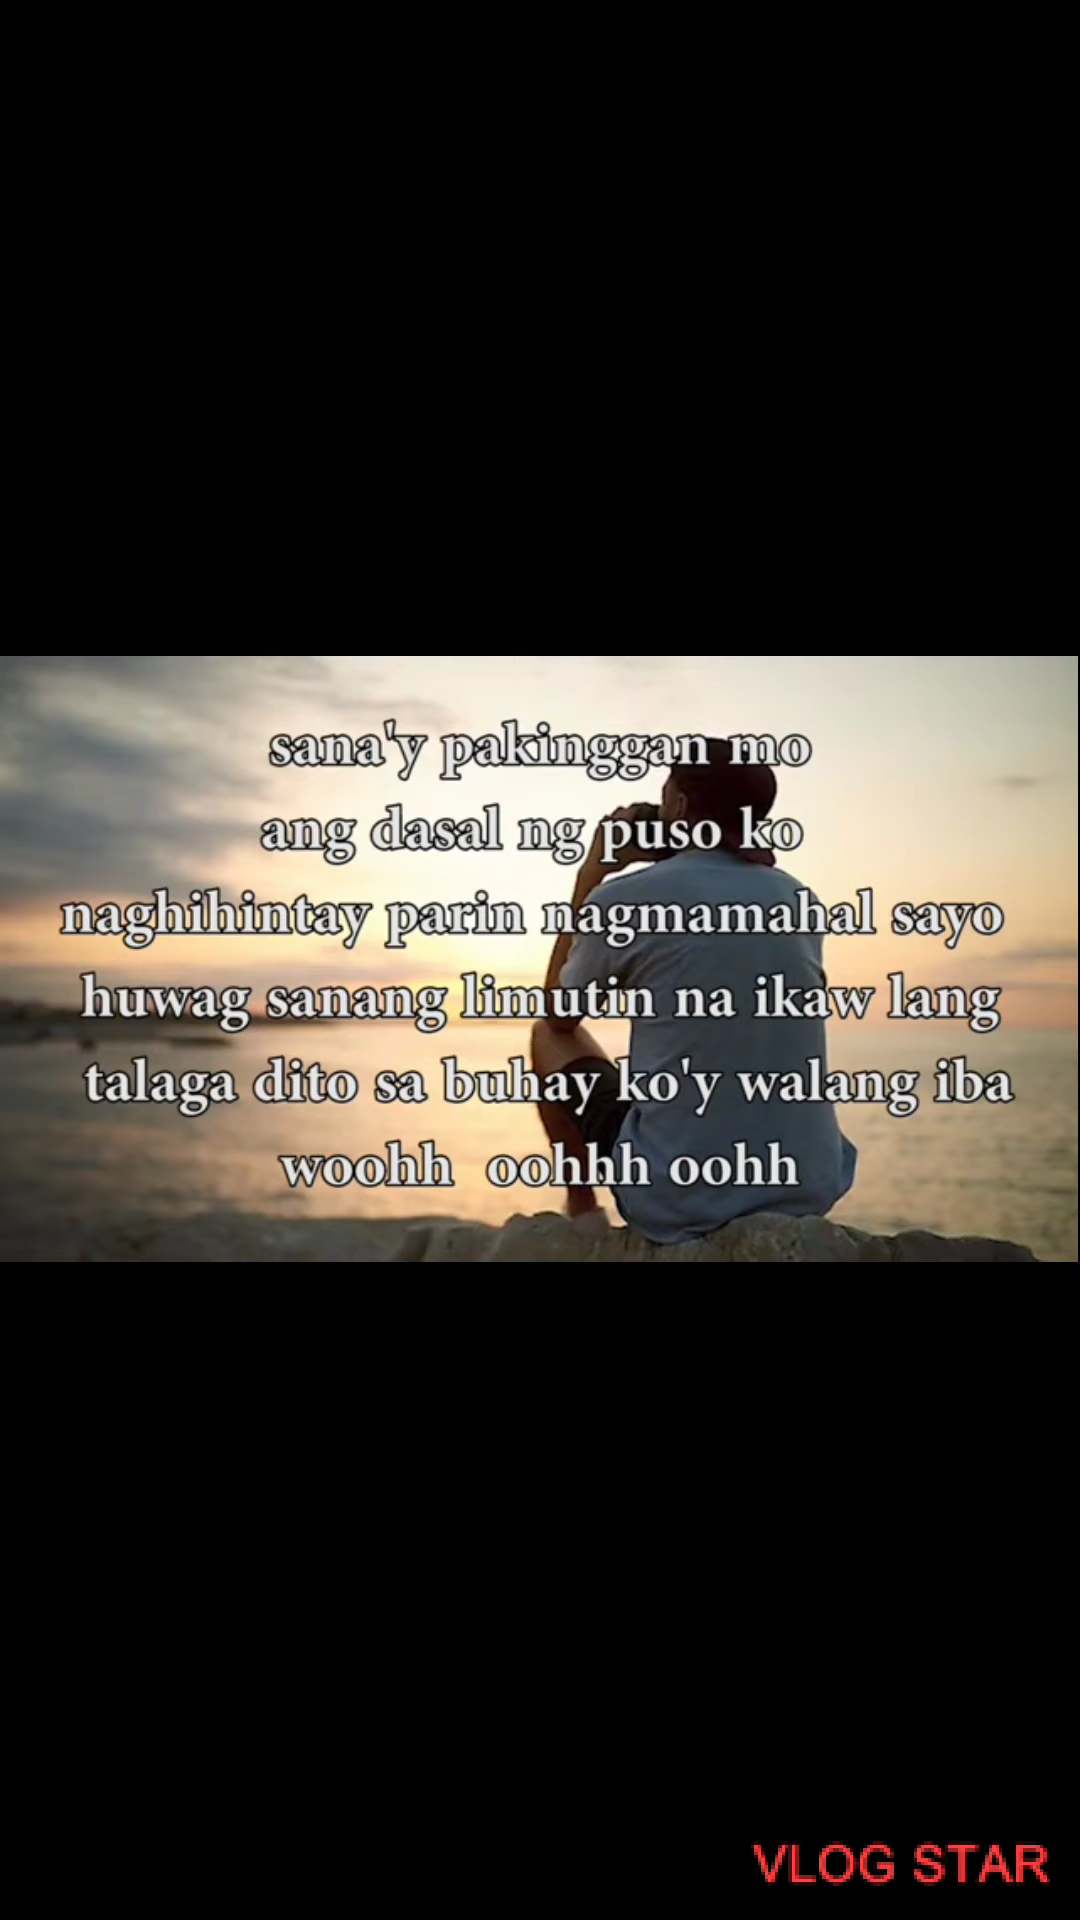 sana'y pakinggan mo
ang dasal ng puso ko
naghihintay parin nagmamahal sayo
huwag sanang limutin na ikaw lang
talaga dito sa buhay ko'y walang iba
woohh oohhh oohh
VLOG STAR